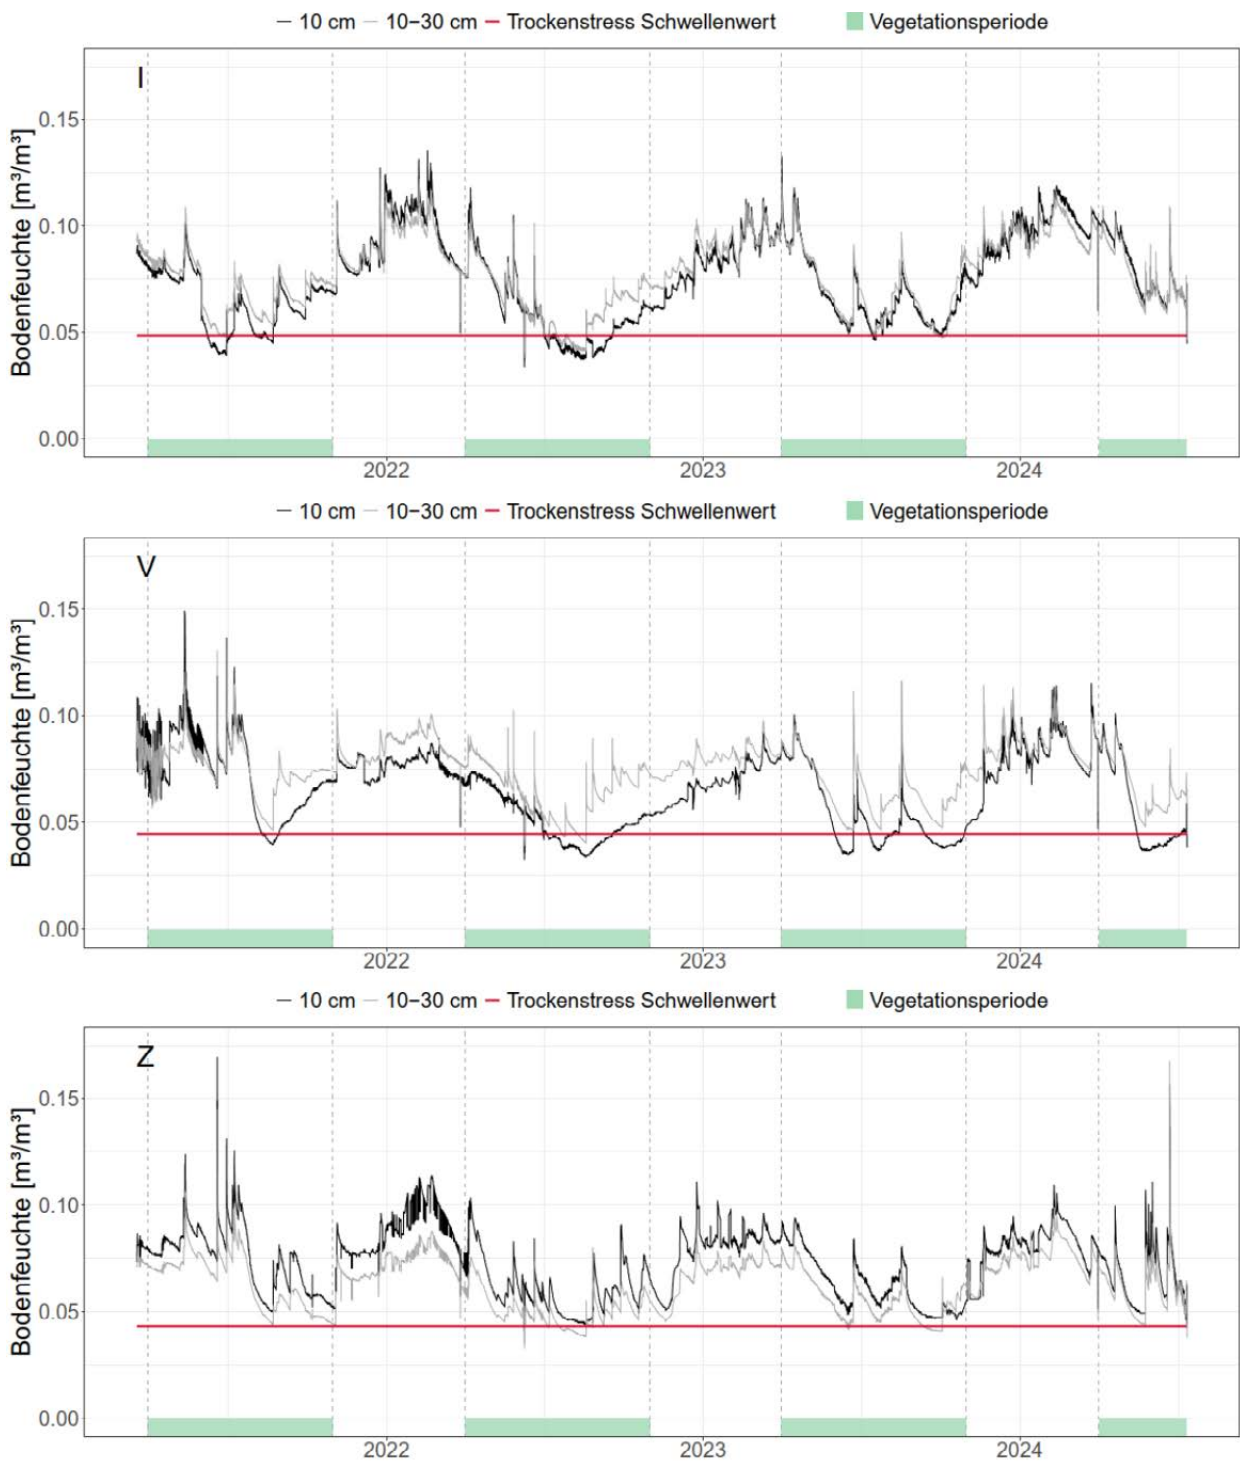 10 cm 10−30 cm Trockenstress Schwellenwert Vegetationsperiode
I
Bodenfeuchte [m³/m³]
0.15
0.10
0.05
0.00
2022 2023 2024
10 cm 10−30 cm Trockenstress Schwellenwert Vegetationsperiode
V
Bodenfeuchte [m³/m³]
0.15
0.10
0.05
0.00
2022 2023 2024
10 cm 10−30 cm Trockenstress Schwellenwert Vegetationsperiode
Z
Bodenfeuchte [m³/m³]
0.15
0.10
0.05
0.00
2022 2023 2024